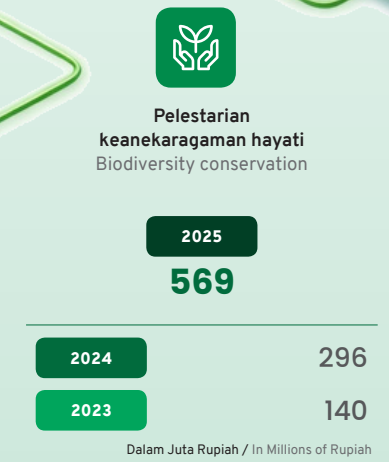 Pelestarian
keanekaragaman hayati
Biodiversity conservation
2025
569
2024 296
2023 140
Dalam Juta Rupiah / In Millions of Rupiah